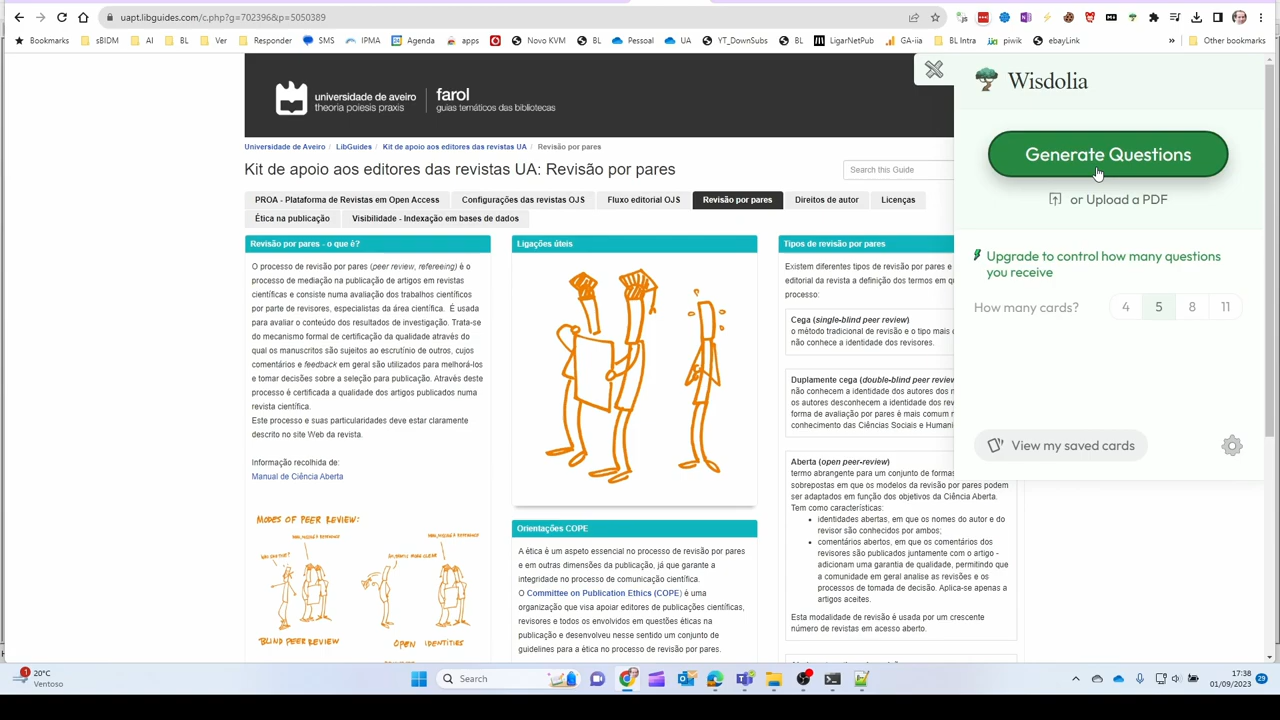 uapt.libguides.com/c.php?g=702396&p=5050389
Bookmarks
sBIDM
AI
BL
Ver
Responder
SMS
IPMA
Agenda
apps
Novo KVM
BL
Pessoal
UA
YT_DownSubs
BL
LigarNetPub
GA-iia
BL Intra
piwik
ebayLink
»
Other bookmarks
universidade de aveiro
theoria poiesis praxis
farol
guias temáticos das bibliotecas
Universidade de Aveiro / LibGuides / Kit de apoio aos editores das revistas UA / Revisão por pares
Kit de apoio aos editores das revistas UA: Revisão por pares
Search this Guide
PROA - Plataforma de Revistas em Open Access
Configurações das revistas OJS
Fluxo editorial OJS
Revisão por pares
Direitos de autor
Licenças
Ética na publicação
Visibilidade - Indexação em bases de dados
Revisão por pares - o que é?
O processo de revisão por pares (peer review, refereeing) é o
processo de mediação na publicação de artigos em revistas
científicas e consiste numa avaliação dos trabalhos científicos
por parte de revisores, especialistas da área científica. É usada
para avaliar o conteúdo dos resultados de investigação. Trata-se
do mecanismo formal de certificação da qualidade através do
qual os manuscritos são sujeitos ao escrutínio de outros, cujos
comentários e feedback em geral são utilizados para melhorá-los
e tomar decisões sobre a seleção para publicação. Através deste
processo é certificada a qualidade dos artigos publicados numa
revista científica.
Este processo e suas particularidades deve estar claramente
descrito no site Web da revista.
Informação recolhida de:
Manual de Ciência Aberta
MODES OF PEER REVIEW:
BLIND PEER REVIEW
OPEN IDENTITIES
Ligações úteis
Orientações COPE
A ética é um aspeto essencial no processo de revisão por pares
e em outras dimensões da publicação, já que garante a
integridade no processo de comunicação científica.
O Committee on Publication Ethics (COPE) é uma
organização que visa apoiar editores de publicações científicas,
revisores e todos os envolvidos em questões éticas na
publicação e desenvolveu nesse sentido um conjunto de
guidelines para a ética no processo de revisão por pares.
Tipos de revisão por pares
Existem diferentes tipos de revisão por pares e
editorial da revista a definição dos termos em qu
processo:
Cega (single-blind peer review)
o método tradicional de revisão e o tipo mais
não conhece a identidade dos revisores.
Duplamente cega (double-blind peer review
não conhecem a identidade dos autores dos m
os autores desconhecem a identidade dos rev
forma de avaliação por pares é mais comum n
conhecimento das Ciências Sociais e Humani
Aberta (open peer-review)
termo abrangente para um conjunto de formas
sobrepostas em que os modelos da revisão por pares podem
ser adaptados em função dos objetivos da Ciência Aberta.
Tem como características:
identidades abertas, em que os nomes do autor e do
revisor são conhecidos por ambos;
comentários abertos, em que os comentários dos
revisores são publicados juntamente com o artigo -
adicionam uma garantia de qualidade, permitindo que
a comunidade em geral analise as revisões e os
processos de tomada de decisão. Aplica-se apenas a
artigos aceites.
Esta modalidade de revisão é usada por um crescente
número de revistas em acesso aberto.
Wisdolia
Generate Questions
or Upload a PDF
Upgrade to control how many questions
you receive
How many cards? 4 5 8 11
View my saved cards
1
20°C
Ventoso
Search
17:38
01/09/2023
29